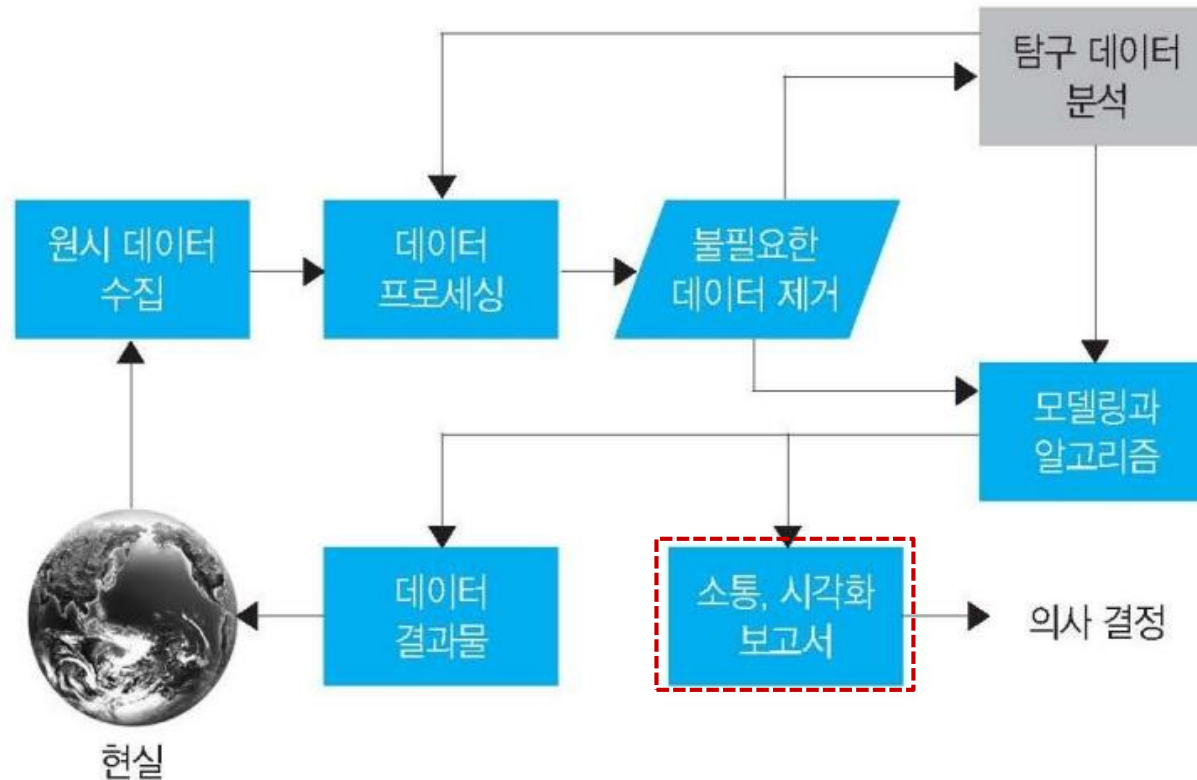 탐구 데이터
분석
원시 데이터
수집
데이터
프로세싱
불필요한
데이터 제거
모델링과
알고리즘
데이터
결과물
소통, 시각화
보고서
의사 결정
현실